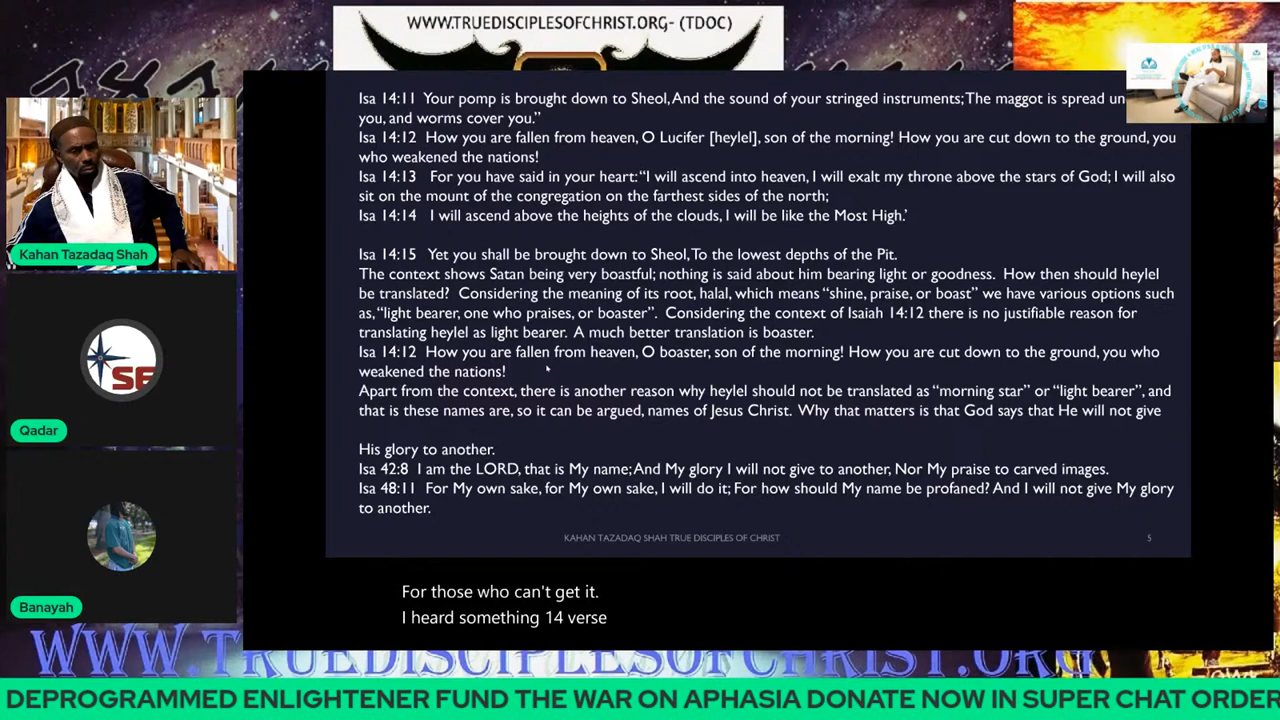 WWW.TRUEDISCIPLESOFCHRIST.ORG- (TDOC)
Isa 14:11 Your pomp is brought down to Sheol, And the sound of your stringed instruments; The maggot is spread un
you, and worms cover you.”
Isa 14:12 How you are fallen from heaven, O Lucifer [heylel], son of the morning! How you are cut down to the ground, you
who weakened the nations!
Isa 14:13 For you have said in your heart: “I will ascend into heaven, I will exalt my throne above the stars of God; I will also
sit on the mount of the congregation on the farthest sides of the north;
Isa 14:14 I will ascend above the heights of the clouds, I will be like the Most High.’
Isa 14:15 Yet you shall be brought down to Sheol, To the lowest depths of the Pit.
The context shows Satan being very boastful; nothing is said about him bearing light or goodness. How then should heylel
be translated? Considering the meaning of its root, halal, which means “shine, praise, or boast” we have various options such
as, “light bearer, one who praises, or boaster”. Considering the context of Isaiah 14:12 there is no justifiable reason for
translating heylel as light bearer. A much better translation is boaster.
Isa 14:12 How you are fallen from heaven, O boaster, son of the morning! How you are cut down to the ground, you who
weakened the nations!
Apart from the context, there is another reason why heylel should not be translated as “morning star” or “light bearer”, and
that is these names are, so it can be argued, names of Jesus Christ. Why that matters is that God says that He will not give
His glory to another.
Isa 42:8 I am the LORD, that is My name; And My glory I will not give to another, Nor My praise to carved images.
Isa 48:11 For My own sake, for My own sake, I will do it; For how should My name be profaned? And I will not give My glory
to another.
KAHAN TAZADAQ SHAH TRUE DISCIPLES OF CHRIST 5
Kahan Tazadaq Shah
SE
Qadar
Banayah
For those who can't get it.
I heard something 14 verse
WWW.TRUEDISCIPLESOFCHRIST.ORG
DEPROGRAMMED ENLIGHTENER FUND THE WAR ON APHASIA DONATE NOW IN SUPER CHAT ORDER